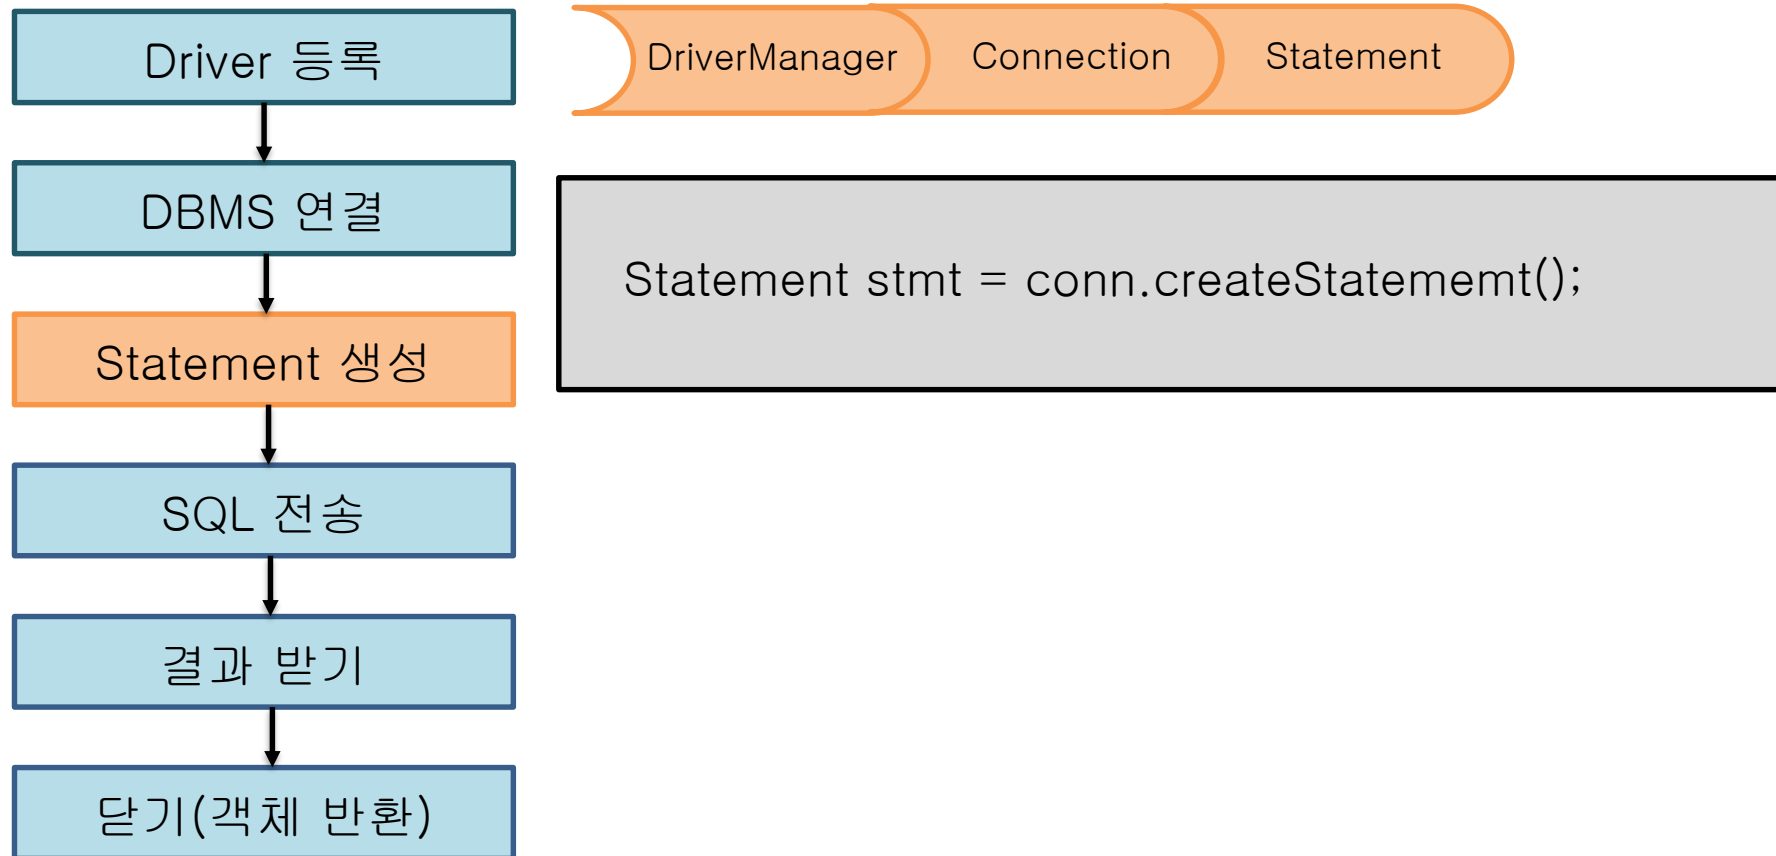 Driver 등록
DBMS 연결
Statement 생성
SQL 전송
결과 받기
닫기(객체 반환)
DriverManager
Connection
Statement
Statement stmt = conn.createStatememt();